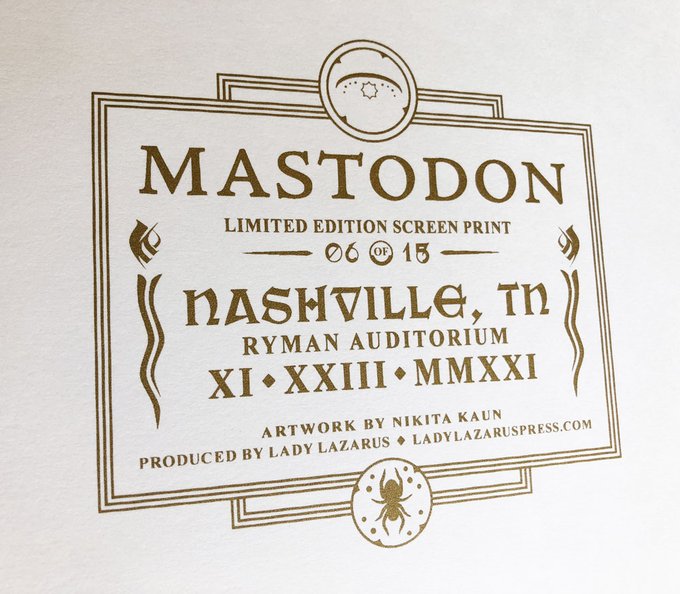 MASTODON
LIMITED EDITION SCREEN PRINT
06 OF 15
NASHVILLE, TN
RYMAN AUDITORIUM
XI ◆ XXIII ◆ MMXXI
ARTWORK BY NIKITA KAUN
PRODUCED BY LADY LAZARUS ◆ LADYLAZARUSPRESS.COM